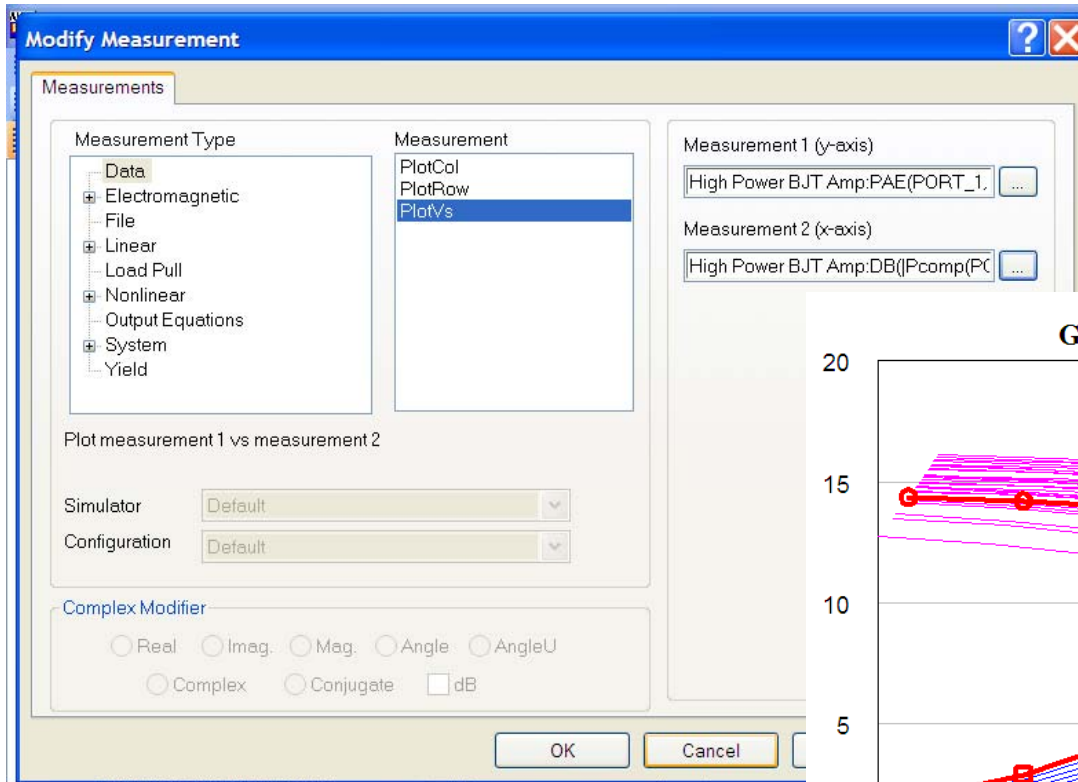 Modify Measurement
Measurements
Measurement Type
Data
Electromagnetic
File
Linear
Load Pull
Nonlinear
Output Equations
System
Yield
Measurement
PlotCol
PlotRow
PlotVs
Plot measurement 1 vs measurement 2
Simulator
Default
Configuration
Default
Complex Modifier
Real Imag. Mag. Angle AngleU
Complex Conjugate dB
Measurement 1 (y-axis)
High Power BJT Amp:PAE(PORT_1, ...
Measurement 2 (x-axis)
High Power BJT Amp:DB(|Pcomp(PO ...
OK Cancel
G
20
15
10
5